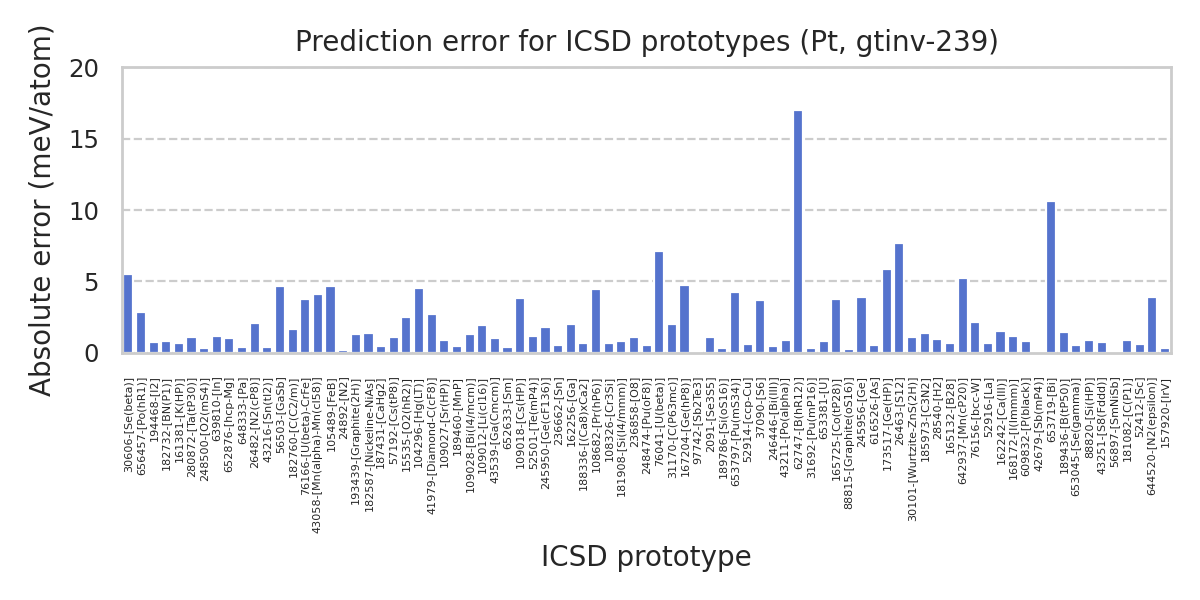 Prediction error for ICSD prototypes (Pt, gtinv-239)
Absolute error (meV/atom)
20
15
10
5
0
30606-[Se(beta)]
656457-[Po(hR1)]
194468-[I2]
182732-[BN(P1)]
161381-[K(HP)]
280872-[Ta(tP30)]
248500-[O2(mS4)]
639810-[In]
652876-[hcp-Mg]
64833-[Pa]
26482-[N2(cP8)]
43216-[Sn(tI2)]
5603-[GaSb]
182760-[C(C2/m)]
76166-[U(beta)-CrFe]
43058-[Mn(alpha)-Mn(cI58)]
105489-[FeB]
24892-[N2]
193439-[Graphite(2H)]
182587-[Nickeline-NiAs]
187431-[CaHg2]
57192-[Cs(tP8)]
15535-[O2(hR2)]
104296-[Hg(LT)]
41979-[Diamond-C(cF8)]
109027-[Sr(HP)]
189460-[MnP]
109028-[Bi(I4/mcm)]
109012-[Li(cI16)]
43539-[Ga(Cmcm)]
652633-[Sm]
109018-[Cs(HP)]
52501-[Te(mP4)]
245950-[Ge(cF136)]
236662-[Sn]
162256-[Ga]
188336-[(Ca8)xCa2]
108682-[Pr(hP6)]
108326-[Cr3Si]
181908-[Si(I4/mmm)]
236858-[O8]
248474-[Pu(oF8)]
76041-[U(beta)]
31170-[C(P63mc)]
167204-[Ge(hP8)]
97742-[Sb2Te3]
2091-[Se3S5]
189786-[Si(oS16)]
653797-[Pu(mS34)]
52914-[ccp-Cu]
37090-[S6]
246446-[Bi(III)]
43211-[Po(alpha)]
62747-[B(hR12)]
31692-[Pu(mP16)]
653381-[U]
165725-[Co(tP28)]
88815-[Graphite(oS16)]
245956-[Ge]
616526-[As]
173517-[Ge(HP)]
26463-[S12]
30101-[Wurtzite-ZnS(2H)]
185973-[C3N2]
28540-[H2]
165132-[B28]
642937-[Mn(cP20)]
76156-[bcc-W]
52916-[La]
162242-[Ca(III)]
168172-[I(Immm)]
609832-[P(black)]
42679-[Sb(mP4)]
653719-[Bi]
189436-[B(tP50)]
653045-[Se(gamma)]
88820-[Si(HP)]
43251-[S8(Fddd)]
56897-[SmNiSb]
181082-[C(P1)]
52412-[Sc]
644520-[N2(epsilon)]
157920-[IrV]
ICSD prototype